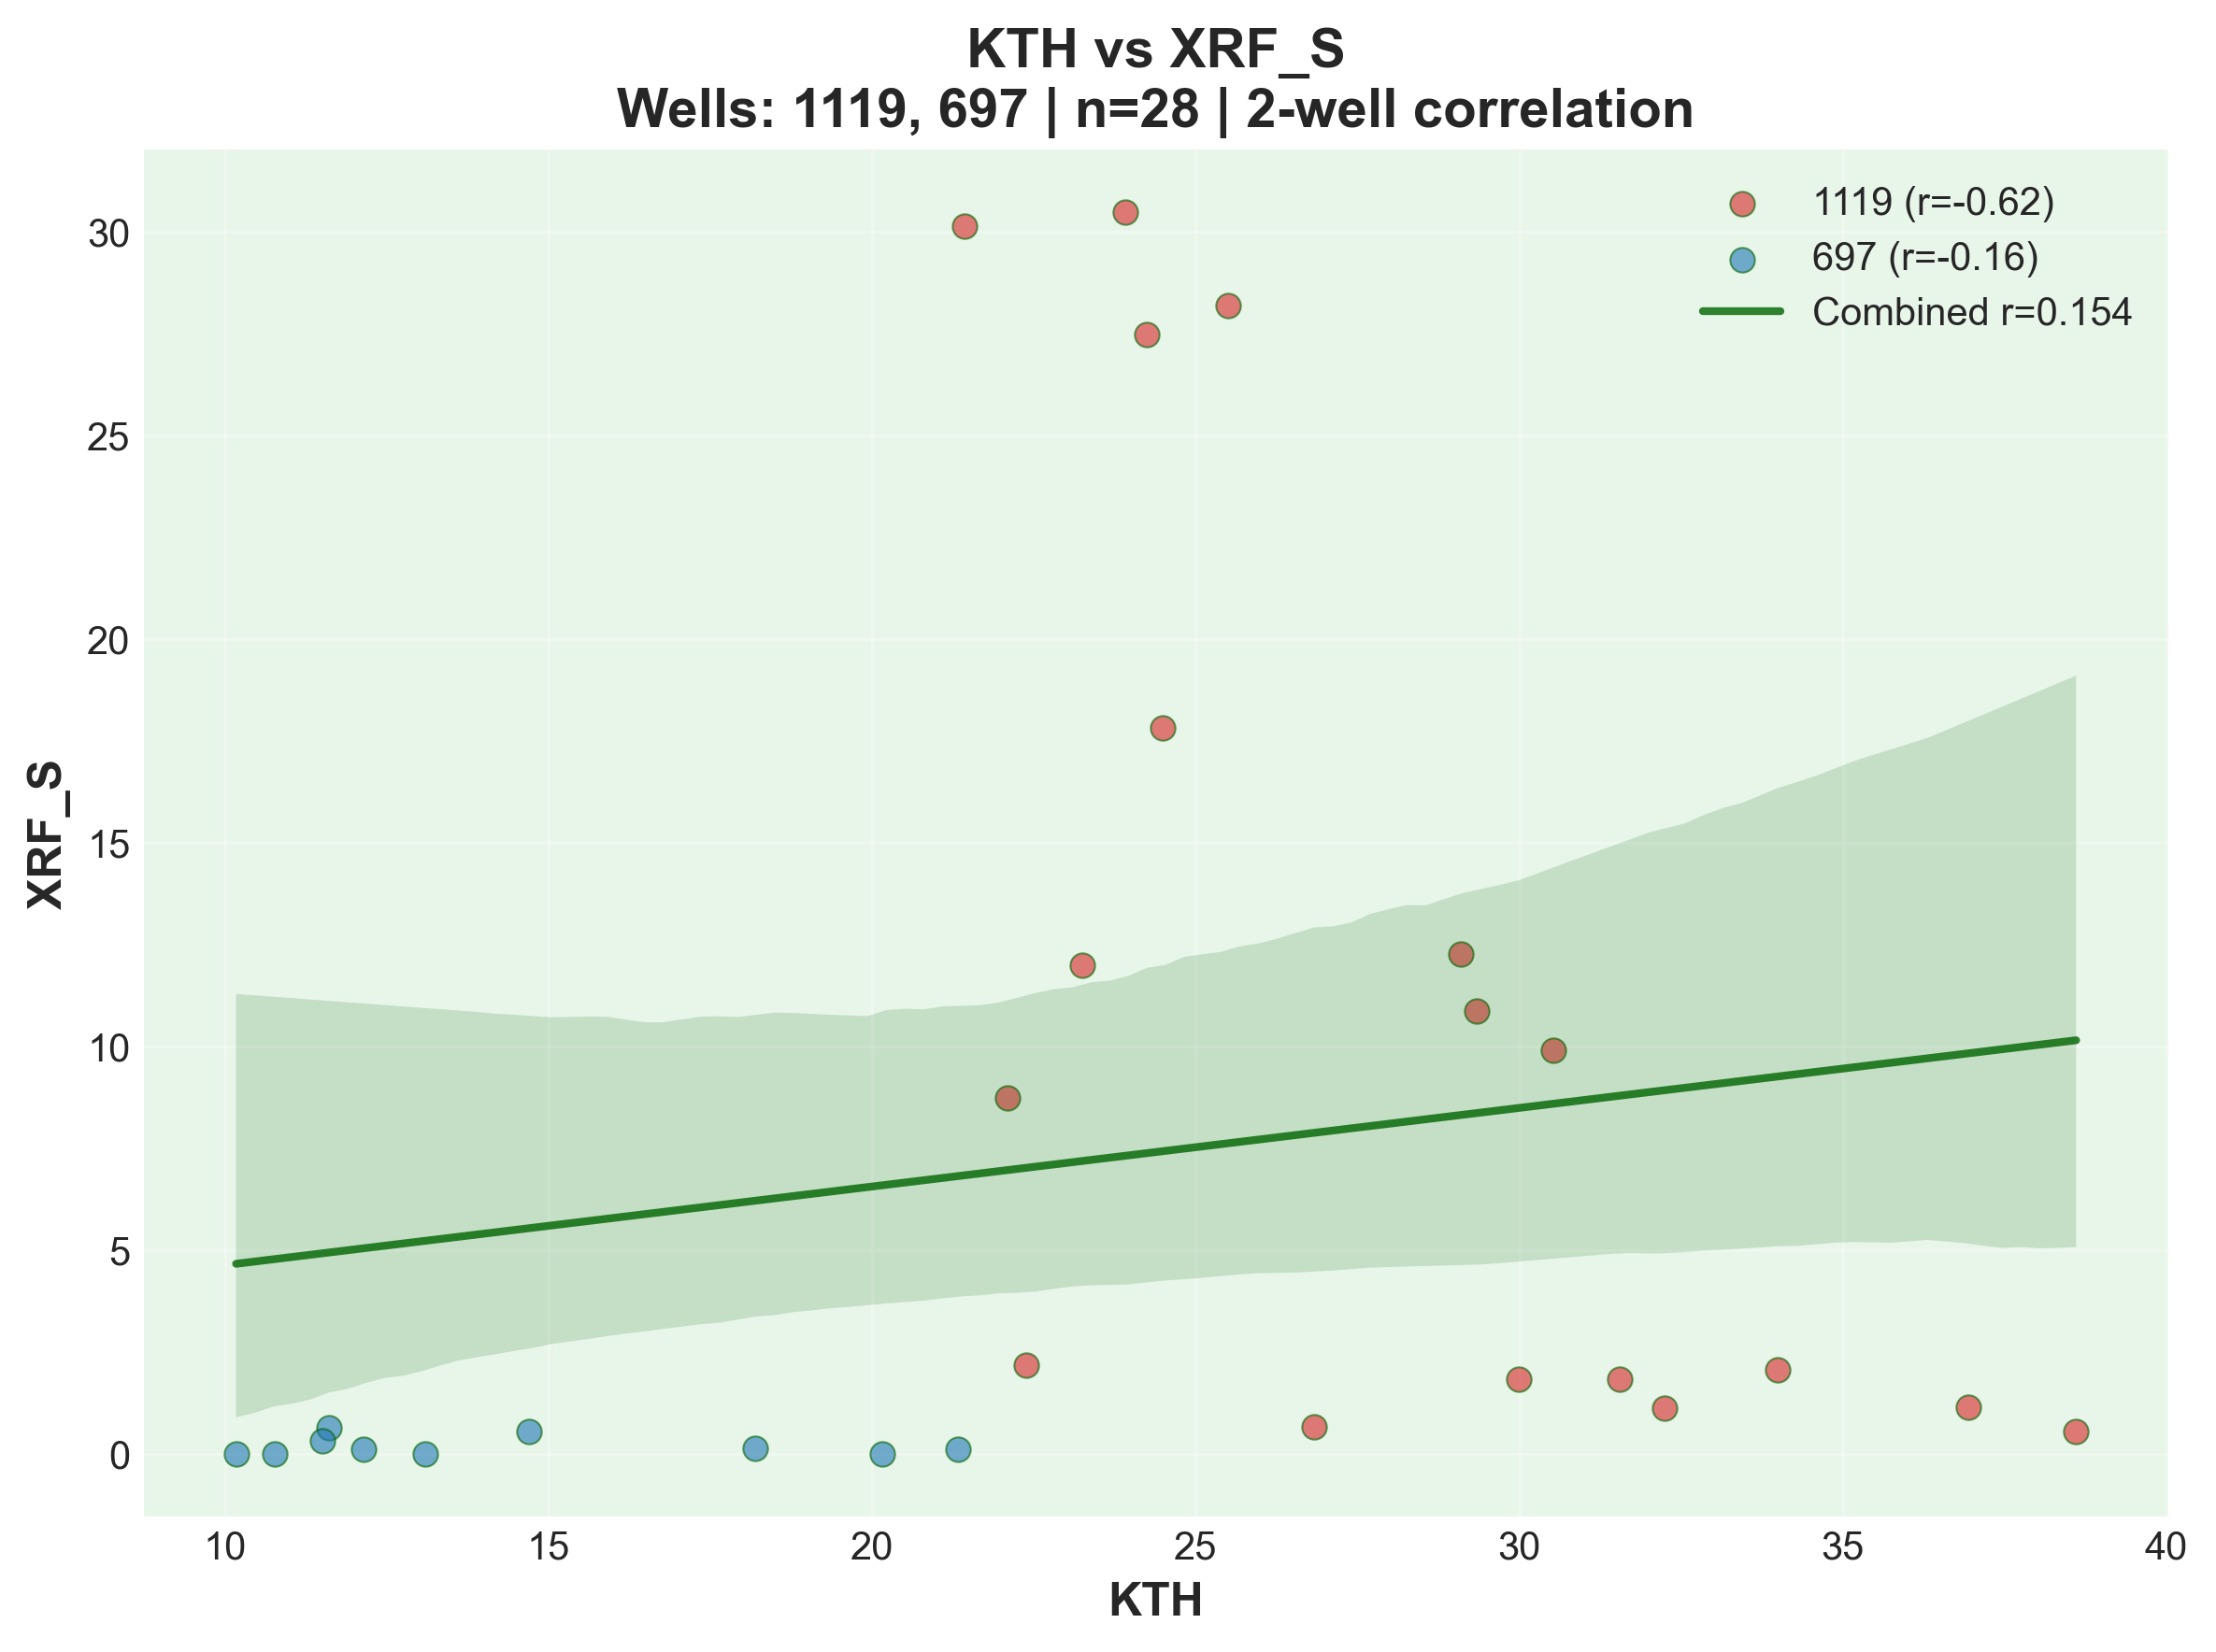 KTH vs XRF_S
Wells: 1119, 697 | n=28 | 2-well correlation
1119 (r=-0.62)
697 (r=-0.16)
Combined r=0.154
XRF_S
30
25
20
15
10
5
0
10 15 20 25 30 35 40
KTH